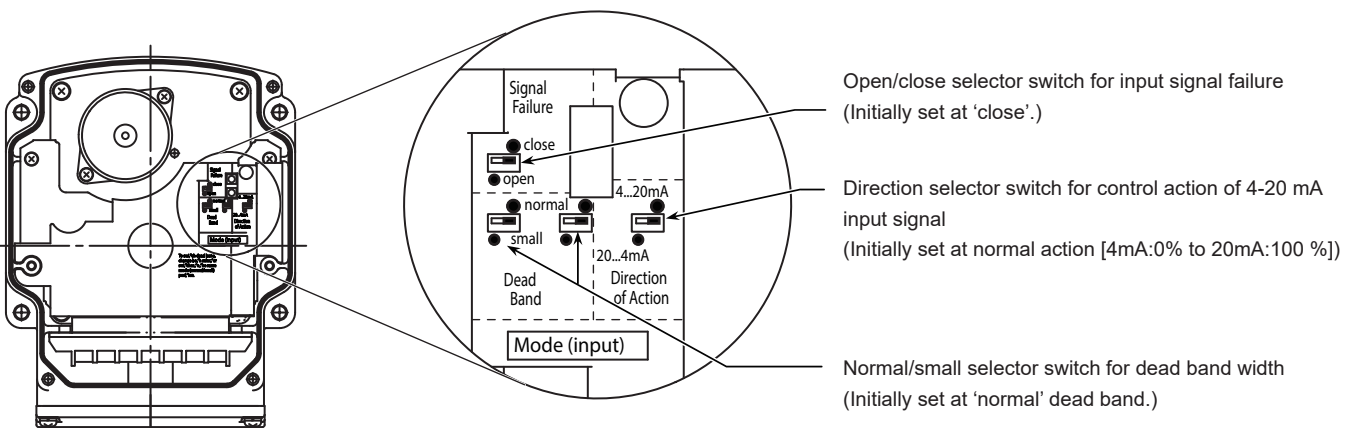 Signal
Failure
close
open
normal
small
4...20mA
20...4mA
Dead
Band
Direction
of Action
Mode (input)
Open/close selector switch for input signal failure
(Initially set at ‘close’.)
Direction selector switch for control action of 4-20 mA
input signal
(Initially set at normal action [4mA:0% to 20mA:100 %])
Normal/small selector switch for dead band width
(Initially set at ‘normal’ dead band.)
Mode (input)